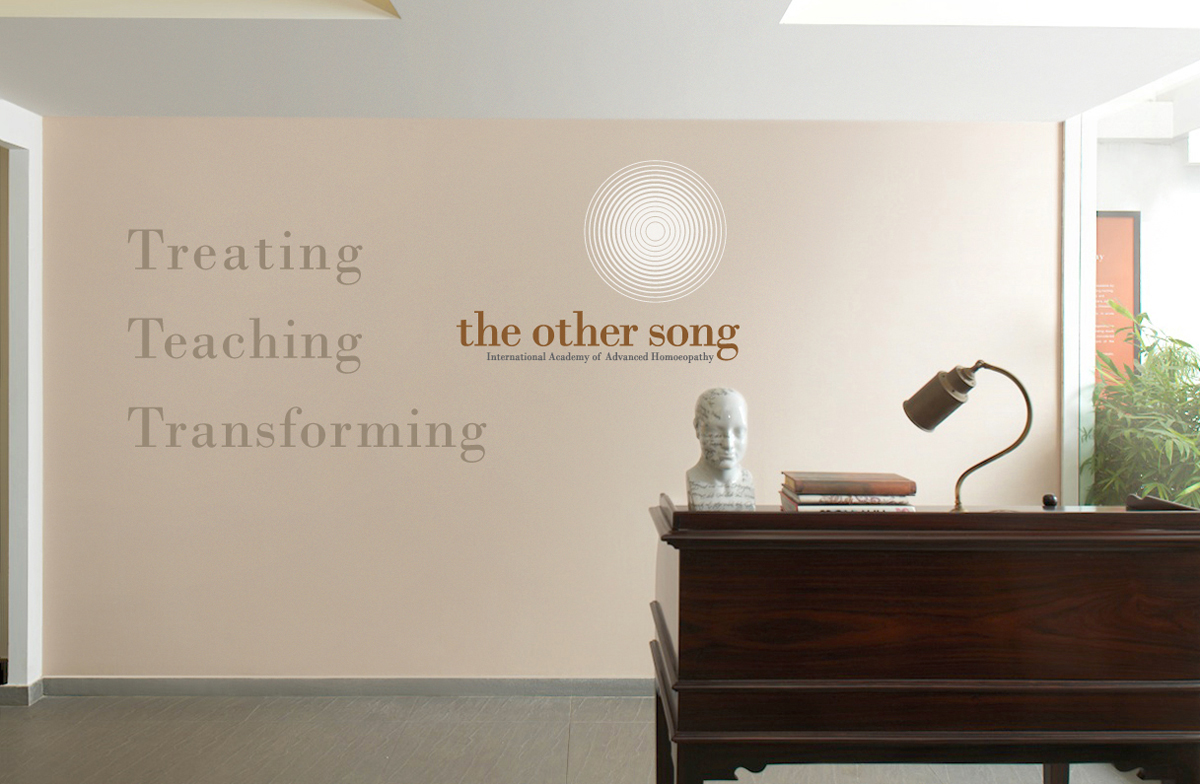 Treating
Teaching
Transforming
the other song
International Academy of Advanced Homoeopathy